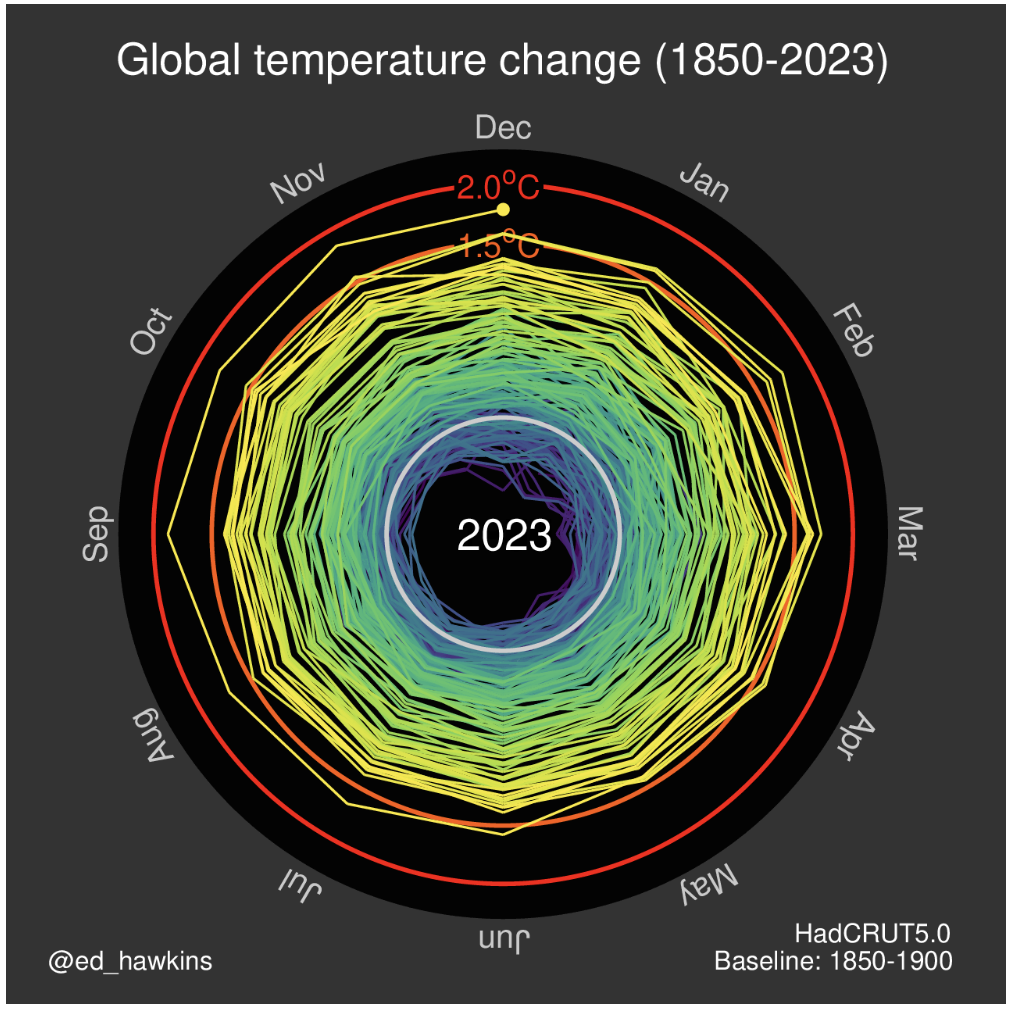 Global temperature change (1850-2023)
Dec
Jan
Feb
Mar
Apr
May
Jun
Jul
Aug
Sep
Oct
Nov
2.0°C
1.5°C
2023
@ed_hawkins
HadCRUT5.0
Baseline: 1850-1900